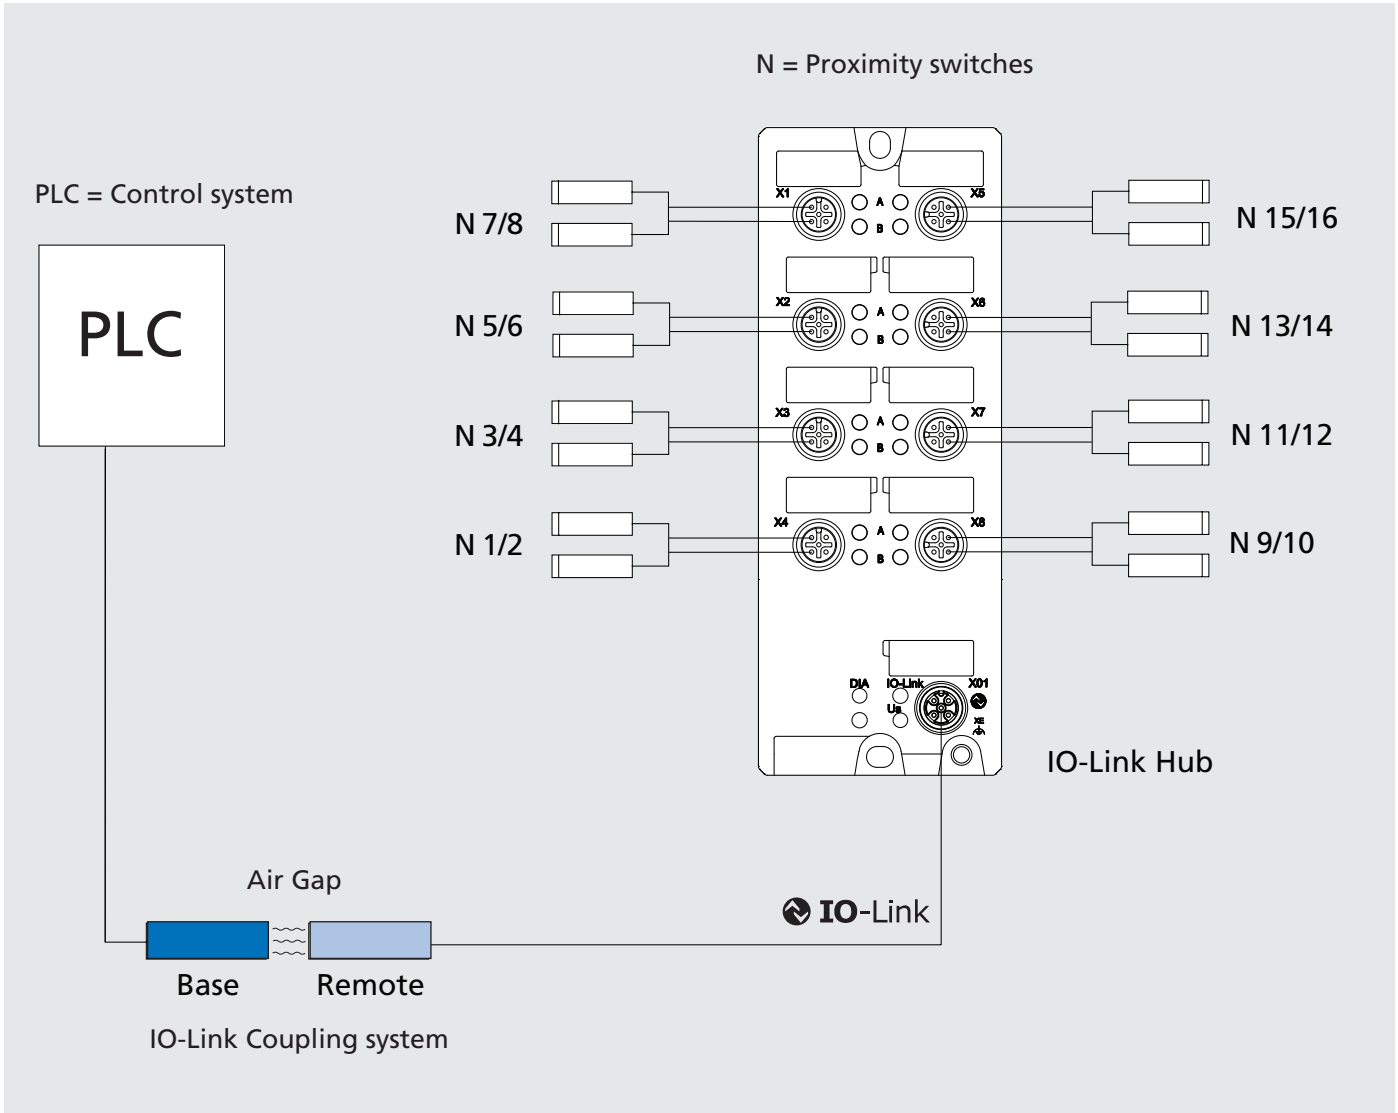 N = Proximity switches
PLC = Control system
PLC
N 7/8
X1
A
B
X5
N 15/16
N 5/6
X2
A
B
X6
N 13/14
N 3/4
X3
A
B
X7
N 11/12
N 1/2
X4
A
B
X8
N 9/10
DIA
IO-Link
X01
Us
XE
IO-Link Hub
Air Gap
IO-Link
Base
Remote
IO-Link Coupling system